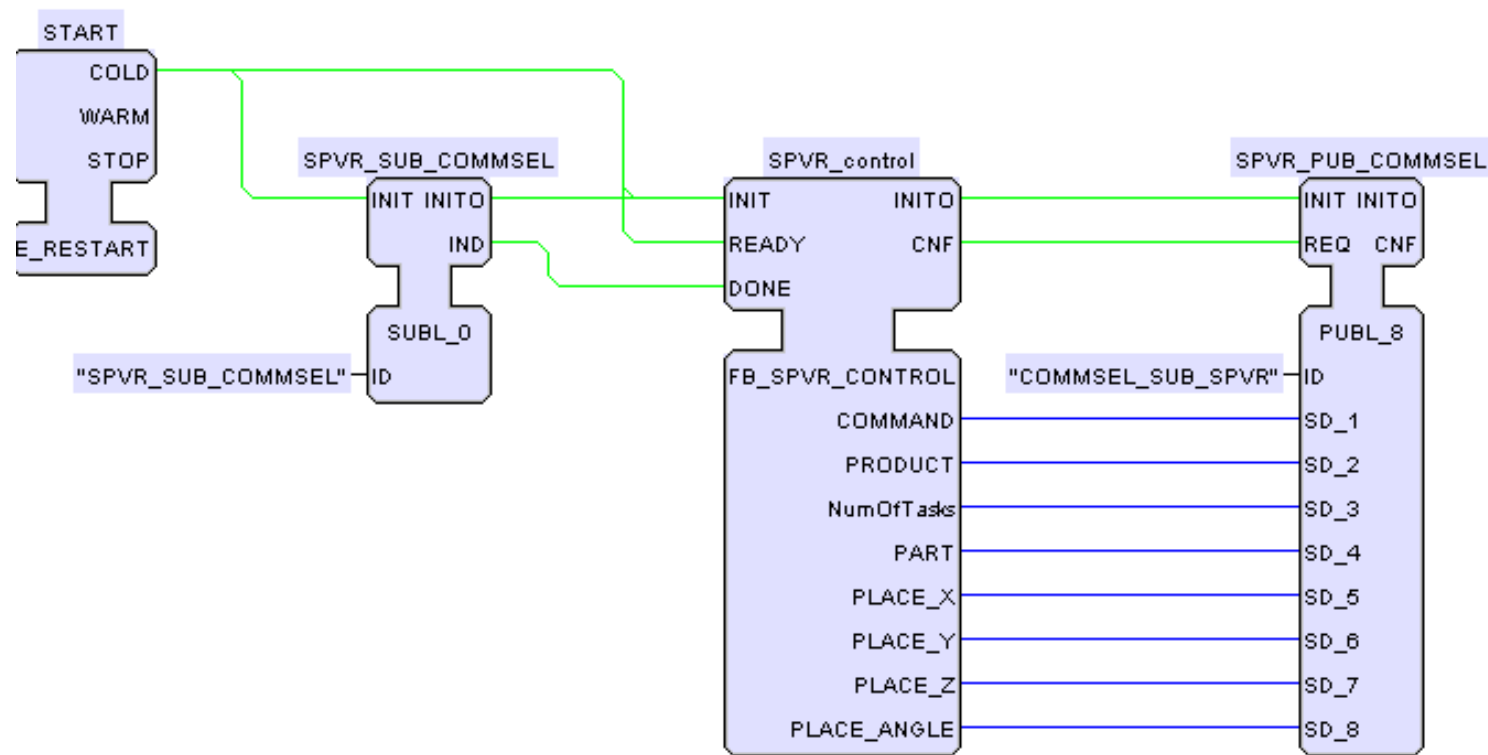 START
COLD
WARM
STOP
E_RESTART
SPVR_SUB_COMMSEL
INIT INITO
IND
SUBL_0
"SPVR_SUB_COMMSEL" ID
SPVR_control
INIT INITO
READY CNF
DONE
FB_SPVR_CONTROL
COMMAND
PRODUCT
NumOfTasks
PART
PLACE_X
PLACE_Y
PLACE_Z
PLACE_ANGLE
SPVR_PUB_COMMSEL
INIT INITO
REQ CNF
PUBL_8
"COMMSEL_SUB_SPVR" ID
SD_1
SD_2
SD_3
SD_4
SD_5
SD_6
SD_7
SD_8